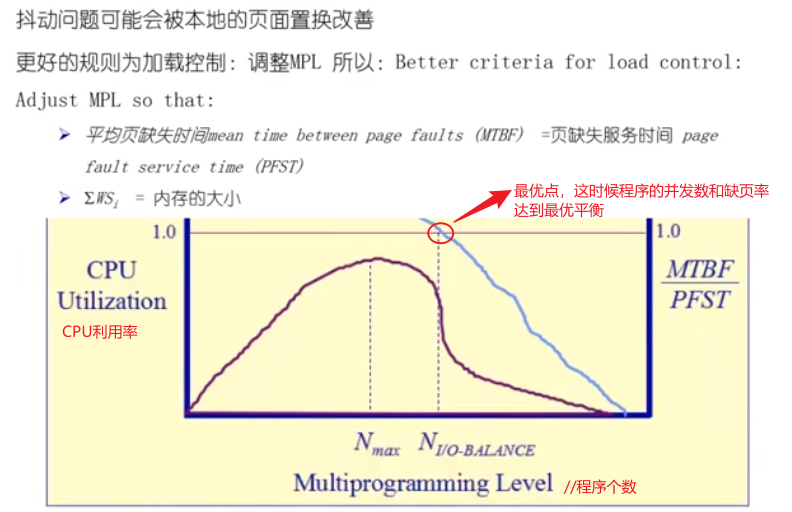 抖动问题可能会被本地的页面置换改善
更好的规则为加载控制: 调整MPL 所以: Better criteria for load control:
Adjust MPL so that:
➢ 平均页缺失时间mean time between page faults (MTBF) =页缺失服务时间 page
fault service time (PFST)
➢ ΣWSi = 内存的大小
最优点，这时候程序的并发数和缺页率
达到最优平衡
1.0
1.0
CPU
Utilization
CPU利用率
MTBF
PFST
Nmax NI/O-BALANCE
Multiprogramming Level //程序个数